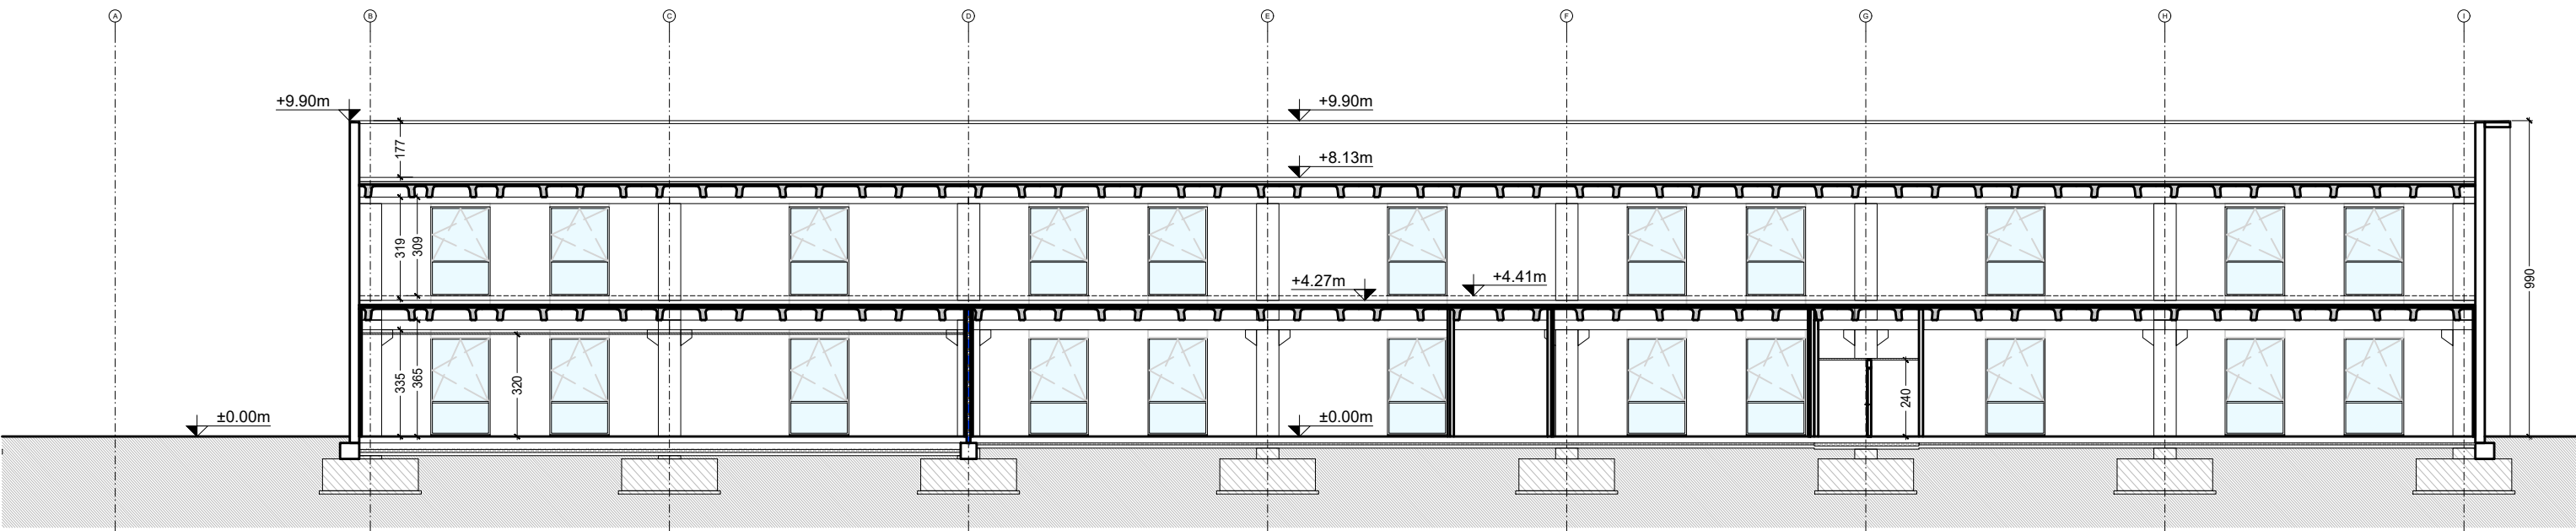 A B C D E F G H I
+9.90m +9.90m
177
+8.13m
319 309
990
+4.27m +4.41m
335 365 320
240
±0.00m ±0.00m